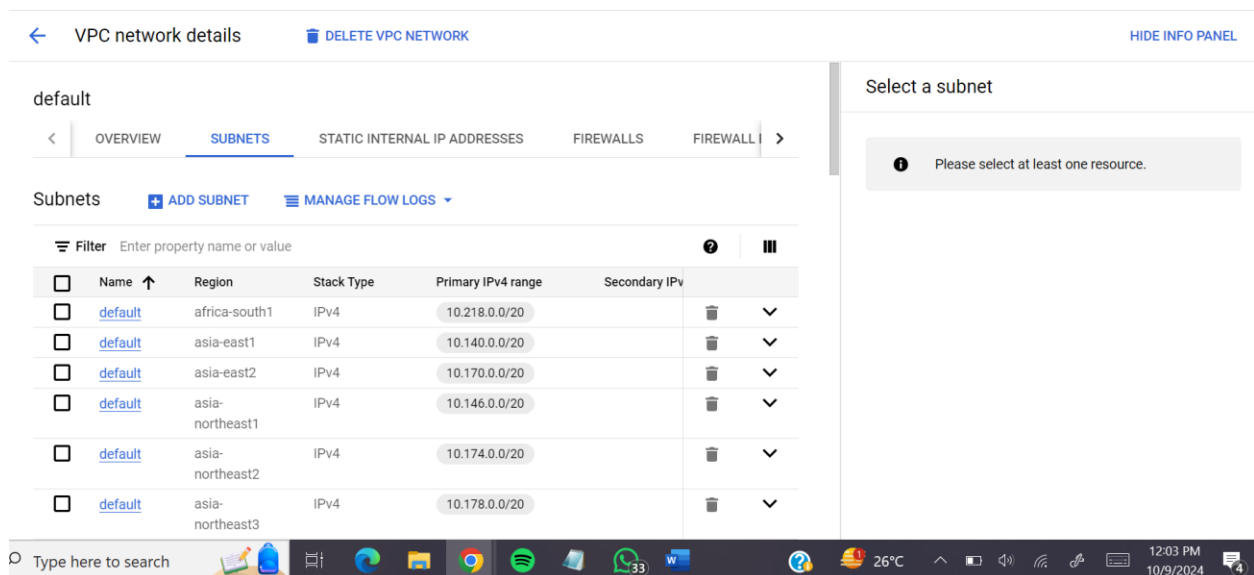 VPC network details DELETE VPC NETWORK HIDE INFO PANEL
default
OVERVIEW SUBNETS STATIC INTERNAL IP ADDRESSES FIREWALLS FIREWALL
Select a subnet
Please select at least one resource.
Subnets ADD SUBNET MANAGE FLOW LOGS
Filter Enter property name or value
Name Region Stack Type Primary IPv4 range Secondary IPv
default africa-south1 IPv4 10.218.0.0/20
default asia-east1 IPv4 10.140.0.0/20
default asia-east2 IPv4 10.170.0.0/20
default asia- IPv4 10.146.0.0/20
northeast1
default asia- IPv4 10.174.0.0/20
northeast2
default asia- IPv4 10.178.0.0/20
northeast3
Type here to search 33 W 1 26°C 12:03 PM
10/9/2024 4